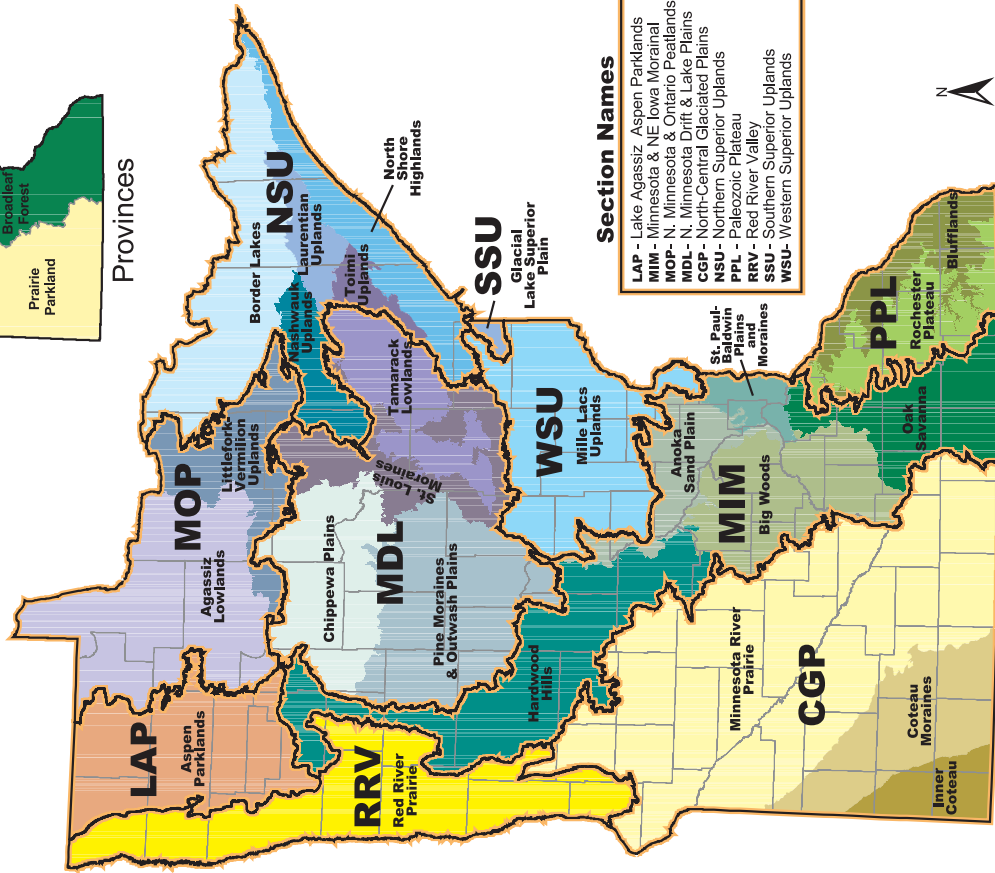 Broadleaf
Forest
Prairie
Parkland
Provinces
NSU
Border Lakes
Laurentian
Uplands
North
Shore
Highlands
Toimi
Uplands
Nashwauk
Uplands
SSU
Glacial
Lake Superior
Plain
MOP
Littlefork-
Vermillion
Uplands
Agassiz
Lowlands
Tamarack
Lowlands
St. Louis
Moraines
MDL
Chippewa Plains
Pine Moraines
& Outwash Plains
WSU
Mille Lacs
Uplands
LAP
Aspen
Parklands
RRV
Red River
Prairie
Hardwood
Hills
MIM
Anoka
Sand Plain
Big Woods
St. Paul-
Baldwin
Plains
and
Moraines
PPL
Rochester
Plateau
Blufflands
Oak
Savanna
CGP
Minnesota River
Prairie
Coteau
Moraines
Inner
Coteau
Section Names
LAP - Lake Agassiz Aspen Parklands
MIM - Minnesota & NE Iowa Morainal
MOP - N. Minnesota & Ontario Peatlands
MDL - N. Minnesota Drift & Lake Plains
CGP - North-Central Glaciated Plains
NSU - Northern Superior Uplands
PPL - Paleozoic Plateau
RRV - Red River Valley
SSU - Southern Superior Uplands
WSU- Western Superior Uplands
N